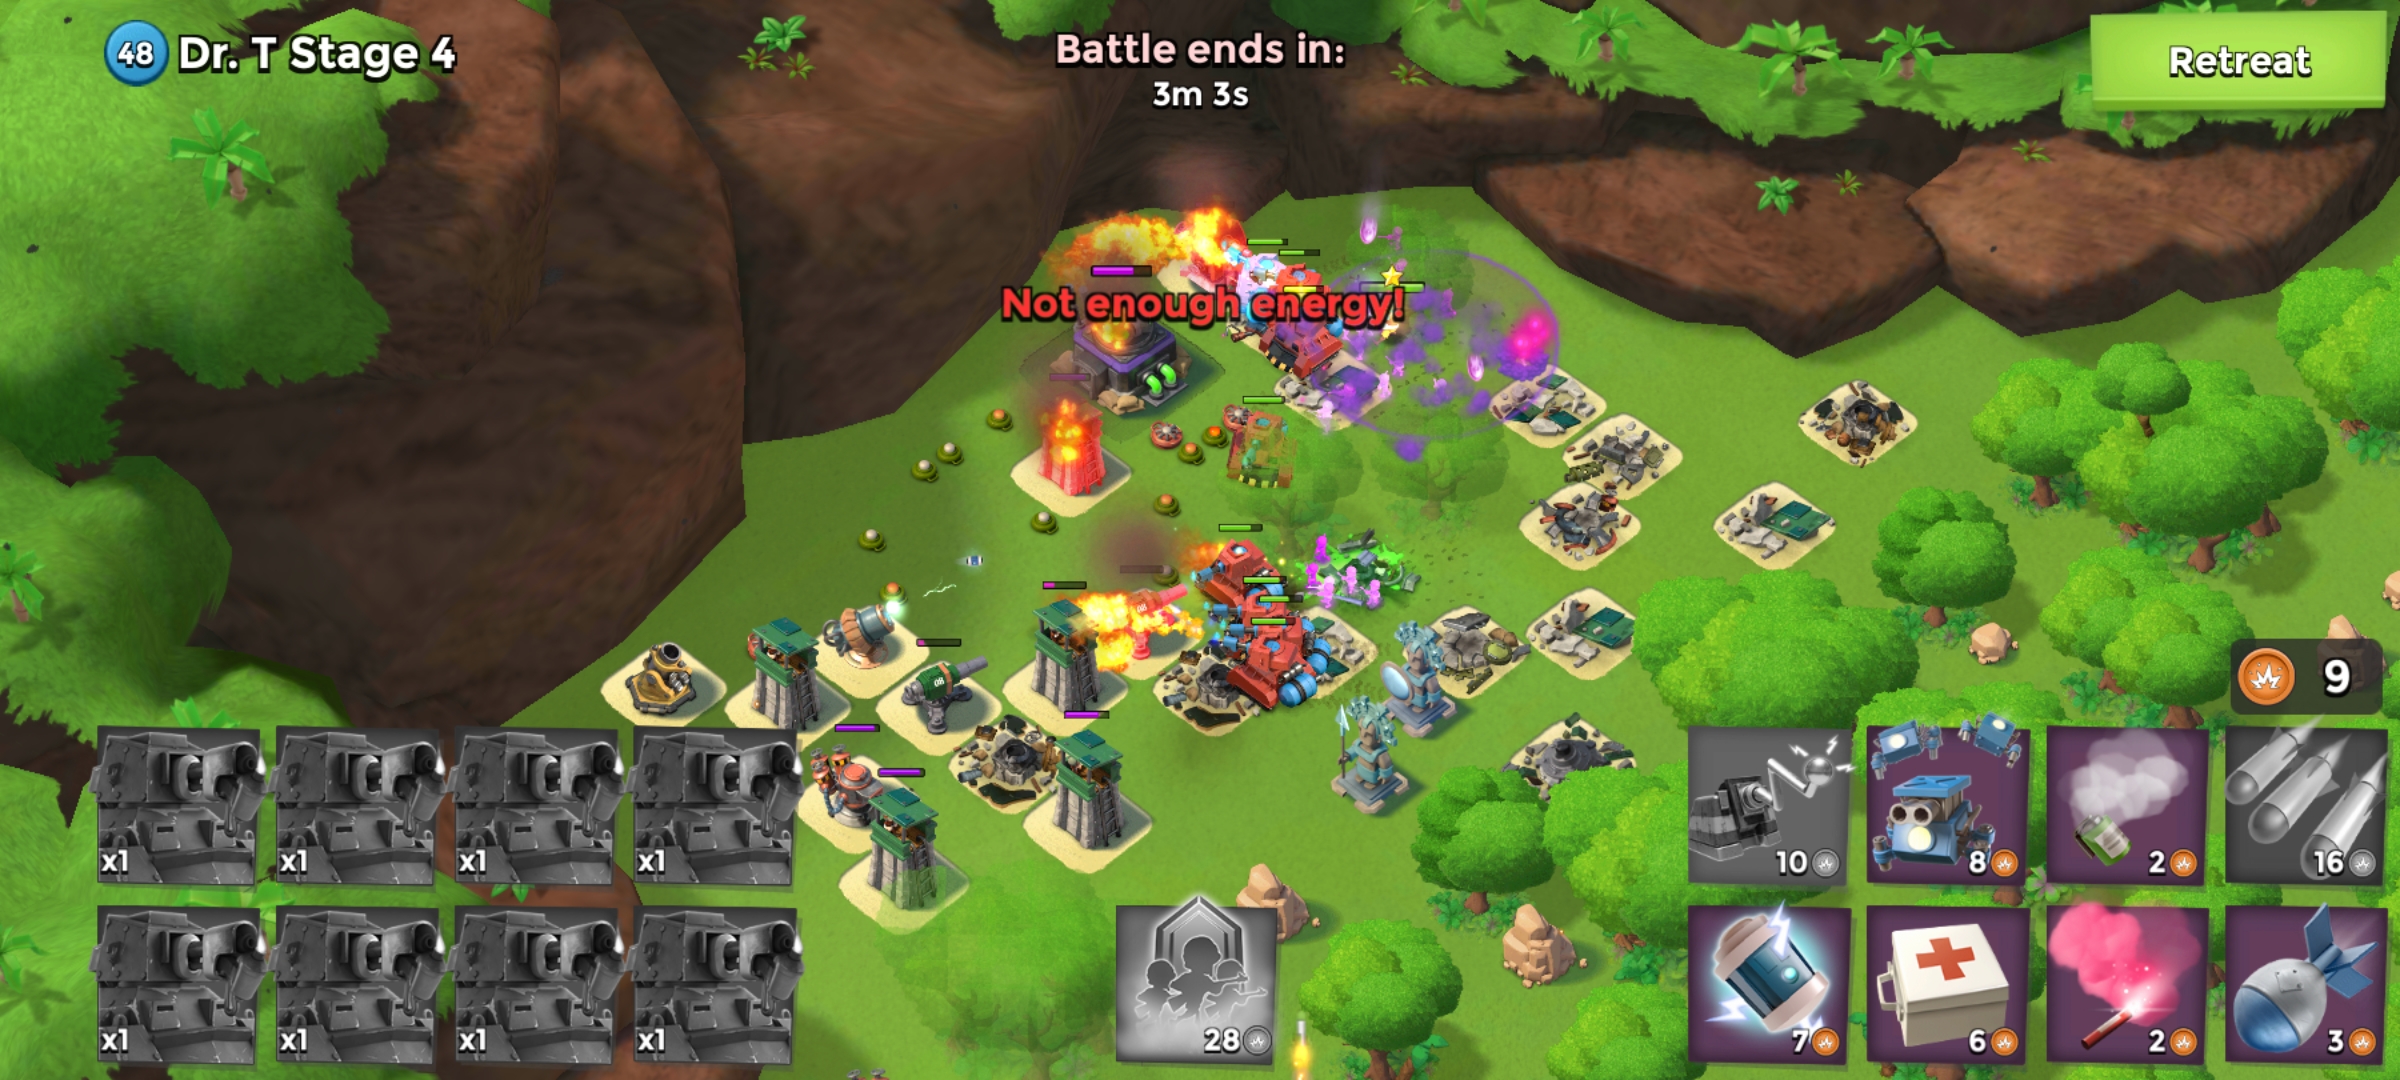 48 Dr. T Stage 4
Battle ends in:
3m 3s
Retreat
Not enough energy!
9
x1 x1 x1 x1
10 8 2 16
x1 x1 x1 x1
28
7 6 2 3